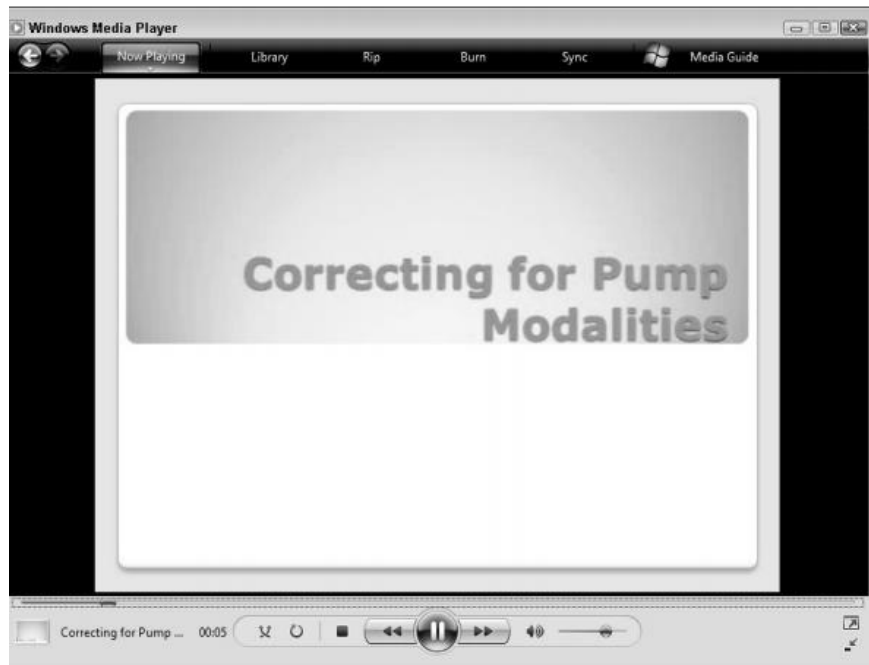 Windows Media Player
Now Playing Library Rip Burn Sync Media Guide
Correcting for Pump
Modalities
Correcting for Pump ... 00:05